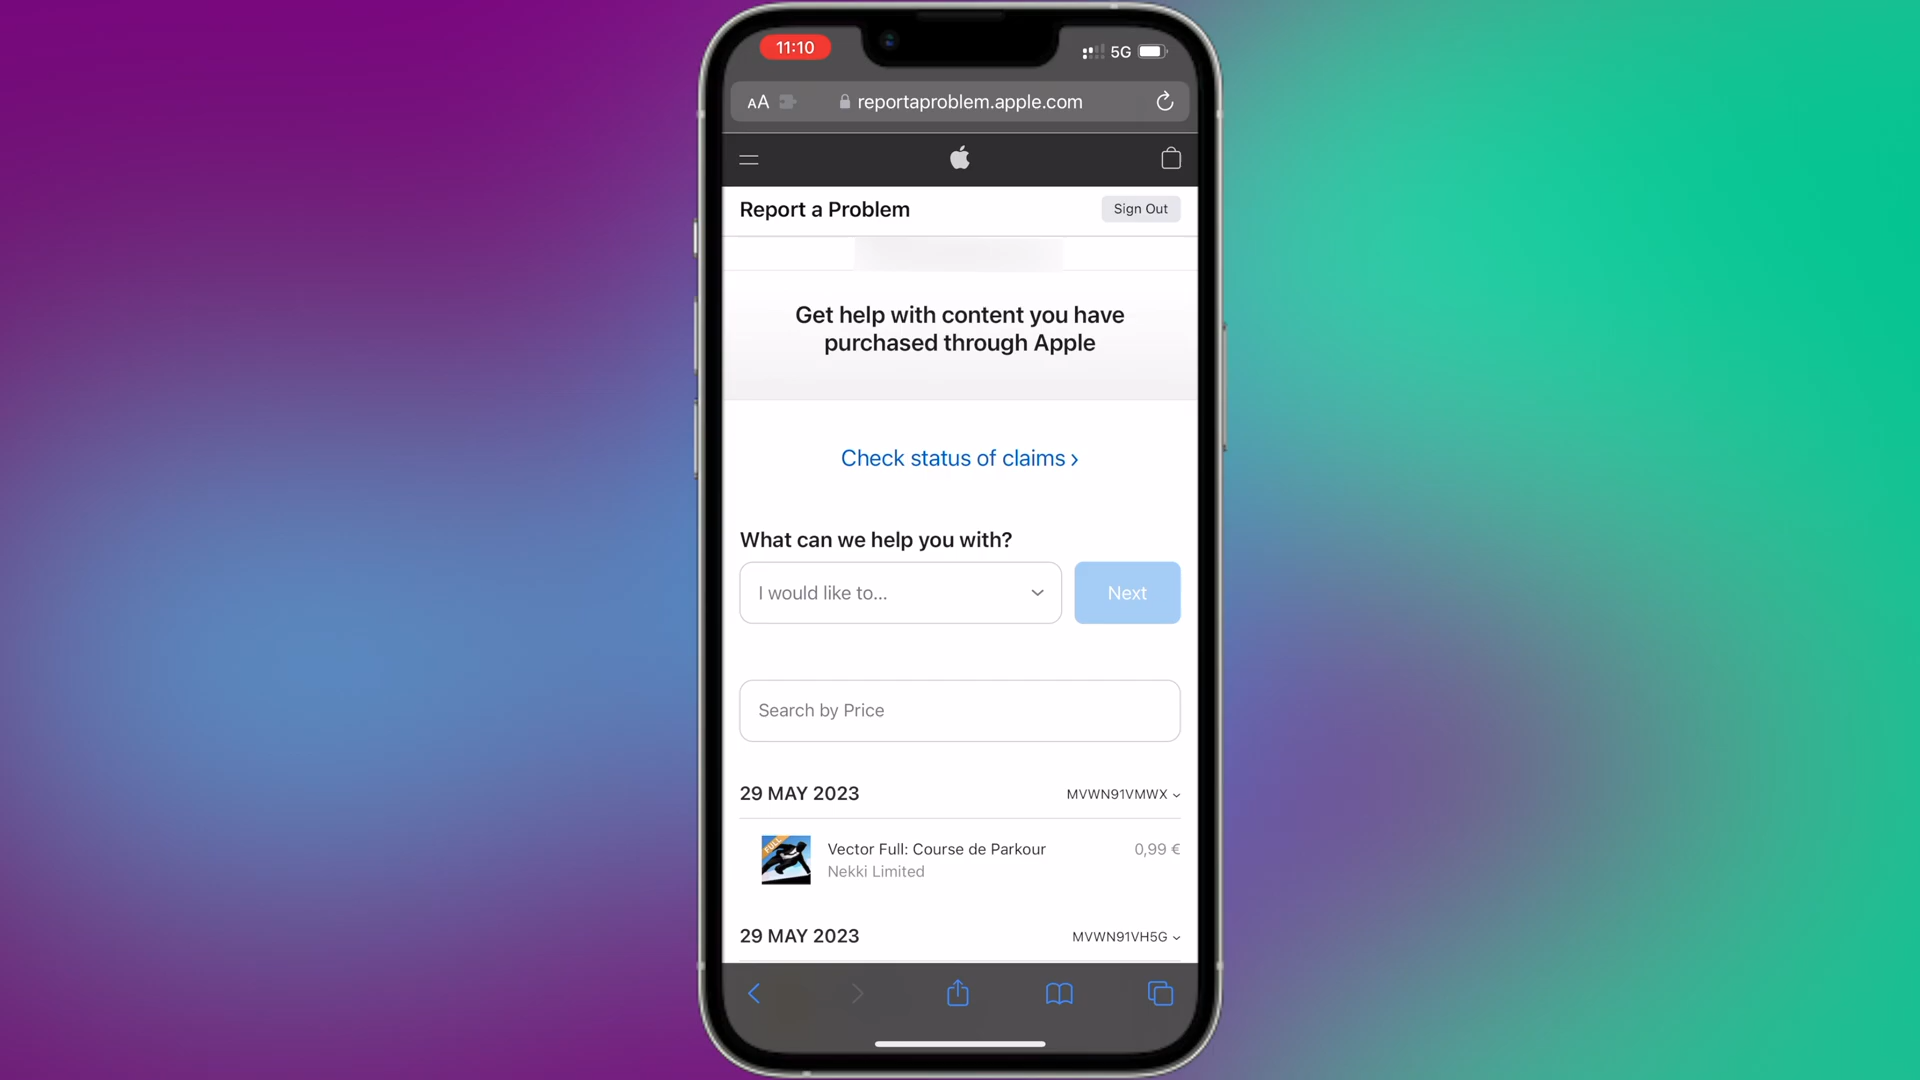 11:10
5G
AA
reportaproblem.apple.com
Report a Problem
Sign Out
Get help with content you have
purchased through Apple
Check status of claims ›
What can we help you with?
I would like to...
Next
Search by Price
29 MAY 2023
MVWN91VMWX
FULL
Vector Full: Course de Parkour
0,99 €
Nekki Limited
29 MAY 2023
MVWN91VH5G